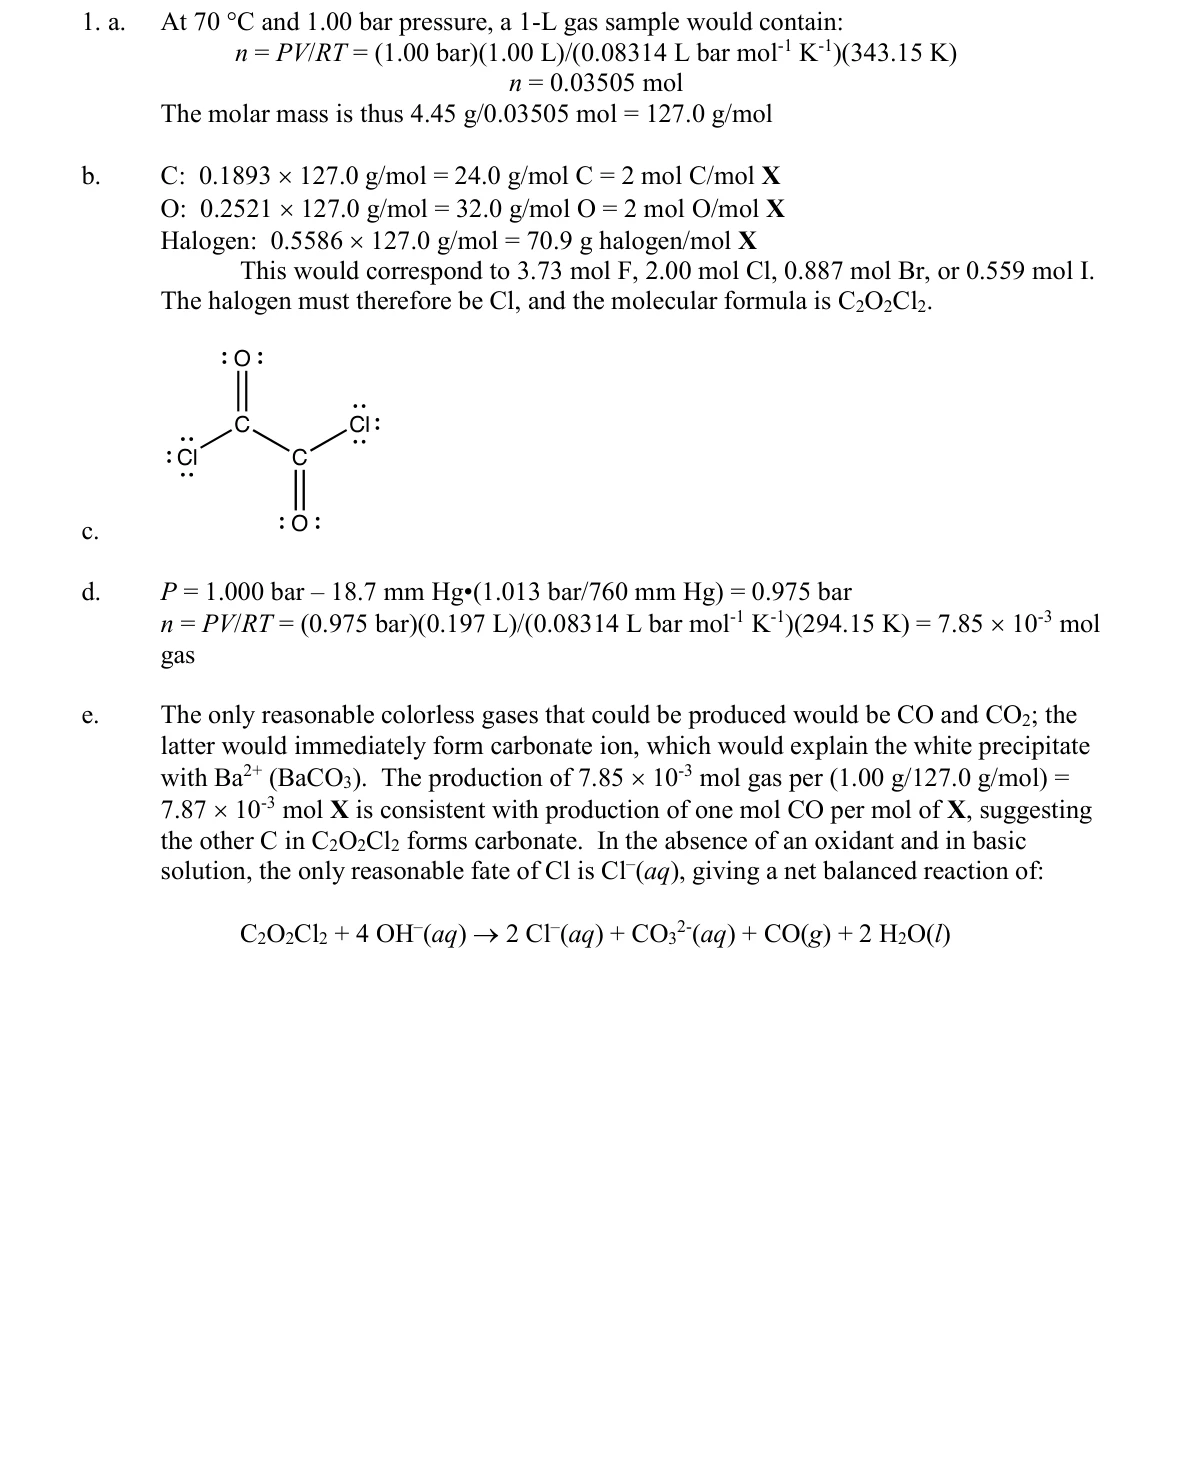 1. a. At 70 °C and 1.00 bar pressure, a 1-L gas sample would contain:
n = PV/RT = (1.00 bar)(1.00 L)/(0.08314 L bar mol⁻¹ K⁻¹)(343.15 K)
n = 0.03505 mol
The molar mass is thus 4.45 g/0.03505 mol = 127.0 g/mol
b. C: 0.1893 × 127.0 g/mol = 24.0 g/mol C = 2 mol C/mol X
O: 0.2521 × 127.0 g/mol = 32.0 g/mol O = 2 mol O/mol X
Halogen: 0.5586 × 127.0 g/mol = 70.9 g halogen/mol X
This would correspond to 3.73 mol F, 2.00 mol Cl, 0.887 mol Br, or 0.559 mol I.
The halogen must therefore be Cl, and the molecular formula is C₂O₂Cl₂.
:O:
C
Cl:
:Cl
C
:O:
c.
d. P = 1.000 bar – 18.7 mm Hg•(1.013 bar/760 mm Hg) = 0.975 bar
n = PV/RT = (0.975 bar)(0.197 L)/(0.08314 L bar mol⁻¹ K⁻¹)(294.15 K) = 7.85 × 10⁻³ mol
gas
e. The only reasonable colorless gases that could be produced would be CO and CO₂; the
latter would immediately form carbonate ion, which would explain the white precipitate
with Ba²⁺ (BaCO₃). The production of 7.85 × 10⁻³ mol gas per (1.00 g/127.0 g/mol) =
7.87 × 10⁻³ mol X is consistent with production of one mol CO per mol of X, suggesting
the other C in C₂O₂Cl₂ forms carbonate. In the absence of an oxidant and in basic
solution, the only reasonable fate of Cl is Cl⁻(aq), giving a net balanced reaction of:
C₂O₂Cl₂ + 4 OH⁻(aq) → 2 Cl⁻(aq) + CO₃²⁻(aq) + CO(g) + 2 H₂O(l)